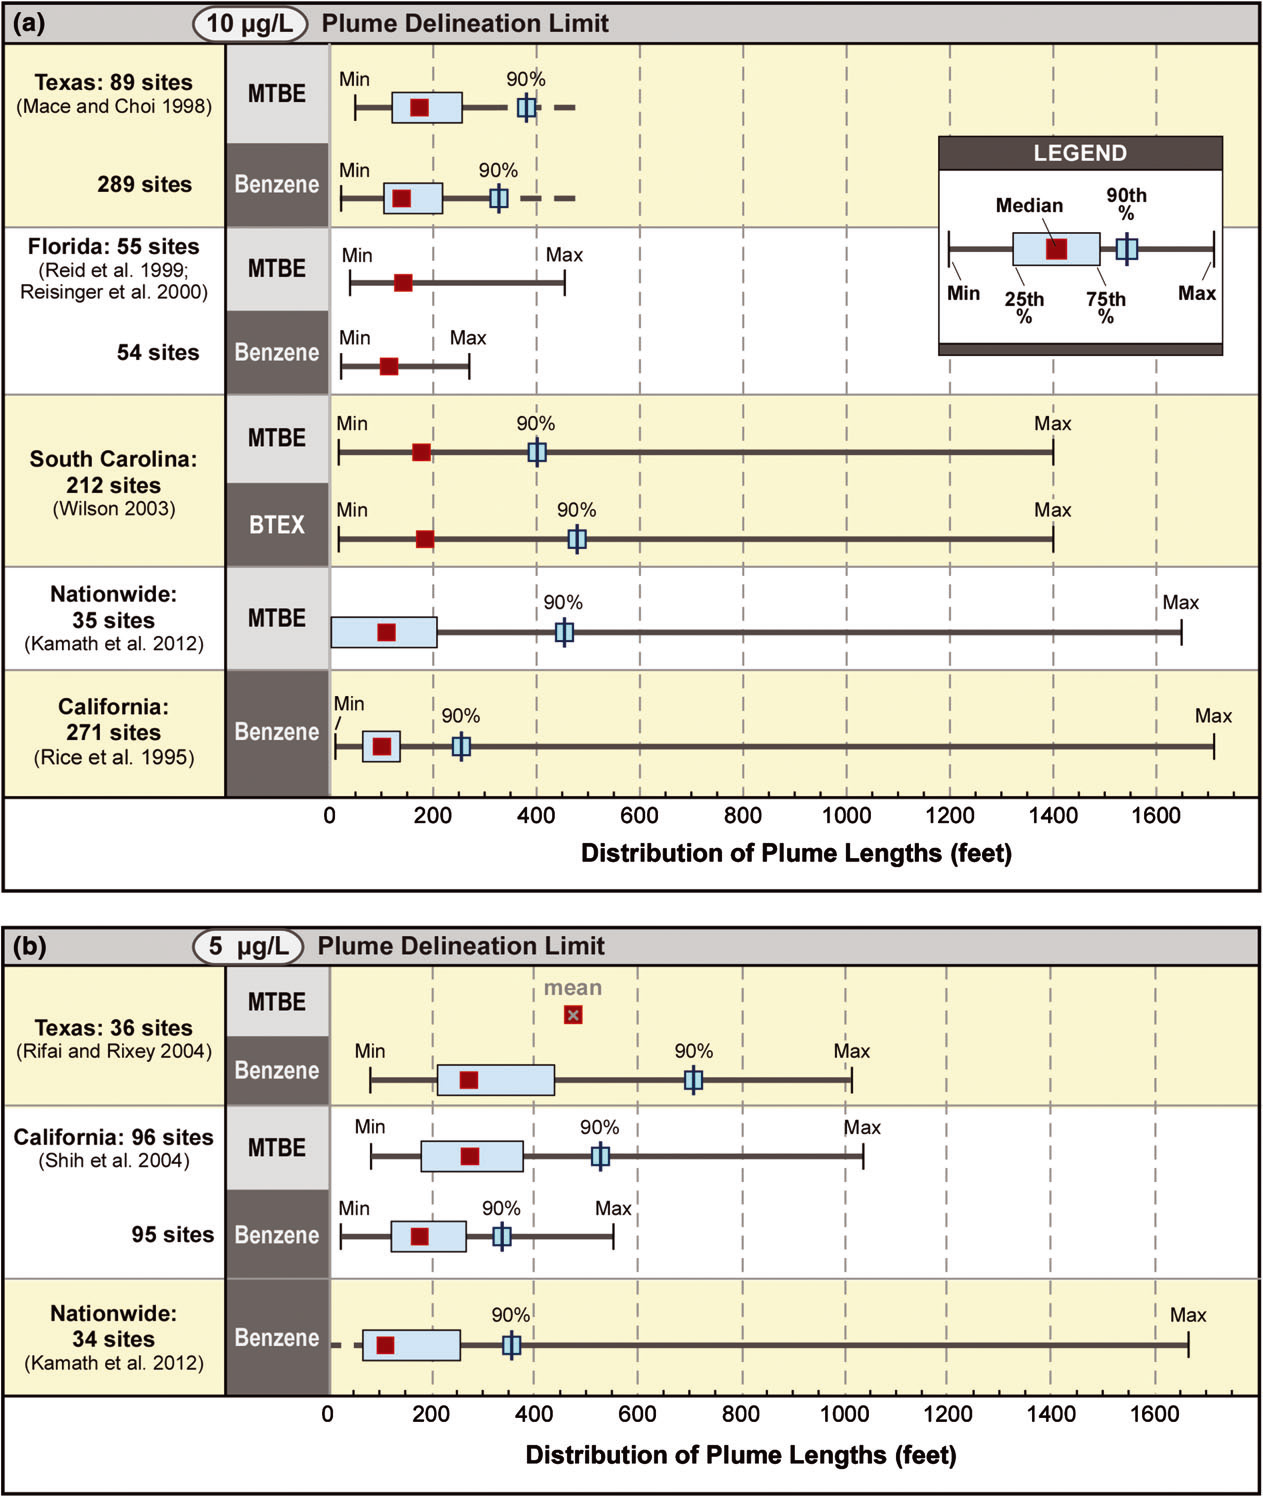 (a) 10 µg/L Plume Delineation Limit
Texas: 89 sites
(Mace and Choi 1998)
MTBE
Min 90%
289 sites
Benzene
Min 90%
Florida: 55 sites
(Reid et al. 1999;
Reisinger et al. 2000)
MTBE
Min Max
54 sites
Benzene
Min Max
LEGEND
Median
90th
%
Min
25th
%
75th
%
Max
South Carolina:
212 sites
(Wilson 2003)
MTBE
Min 90% Max
BTEX
Min 90% Max
Nationwide:
35 sites
(Kamath et al. 2012)
MTBE
90% Max
California:
271 sites
(Rice et al. 1995)
Benzene
Min 90% Max
0 200 400 600 800 1000 1200 1400 1600
Distribution of Plume Lengths (feet)
(b) 5 µg/L Plume Delineation Limit
Texas: 36 sites
(Rifai and Rixey 2004)
MTBE
mean
Benzene
Min 90% Max
California: 96 sites
(Shih et al. 2004)
MTBE
Min 90% Max
95 sites
Benzene
Min 90% Max
Nationwide:
34 sites
(Kamath et al. 2012)
Benzene
90% Max
0 200 400 600 800 1000 1200 1400 1600
Distribution of Plume Lengths (feet)